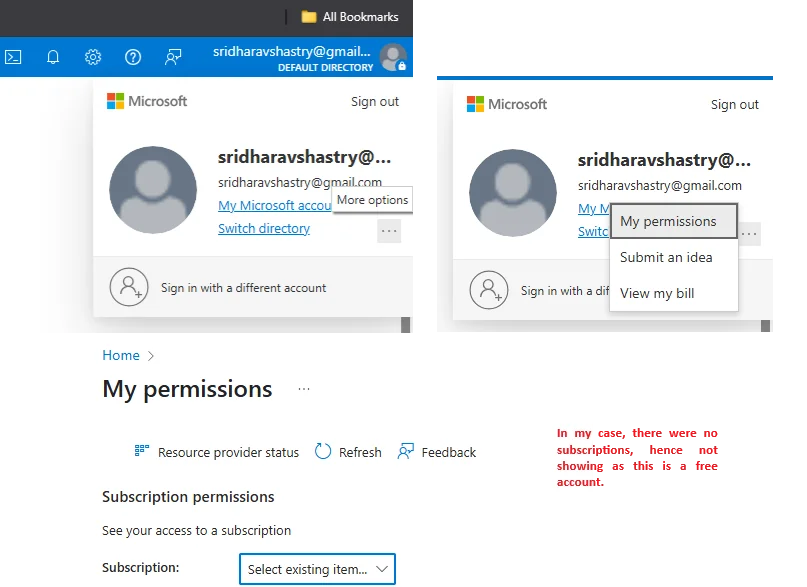 All Bookmarks
sridharavshastry@gmail...
DEFAULT DIRECTORY
Microsoft
Sign out
sridharavshastry@...
sridharavshastry@gmail.com
My Microsoft accou
More options
Switch directory
...
Sign in with a different account
Microsoft
Sign out
sridharavshastry@...
sridharavshastry@gmail.com
My M
My permissions
Switc
...
Submit an idea
Sign in with a dif
View my bill
Home >
My permissions ...
Resource provider status
Refresh
Feedback
Subscription permissions
See your access to a subscription
Subscription:
Select existing item...
In my case, there were no
subscriptions, hence not
showing as this is a free
account.